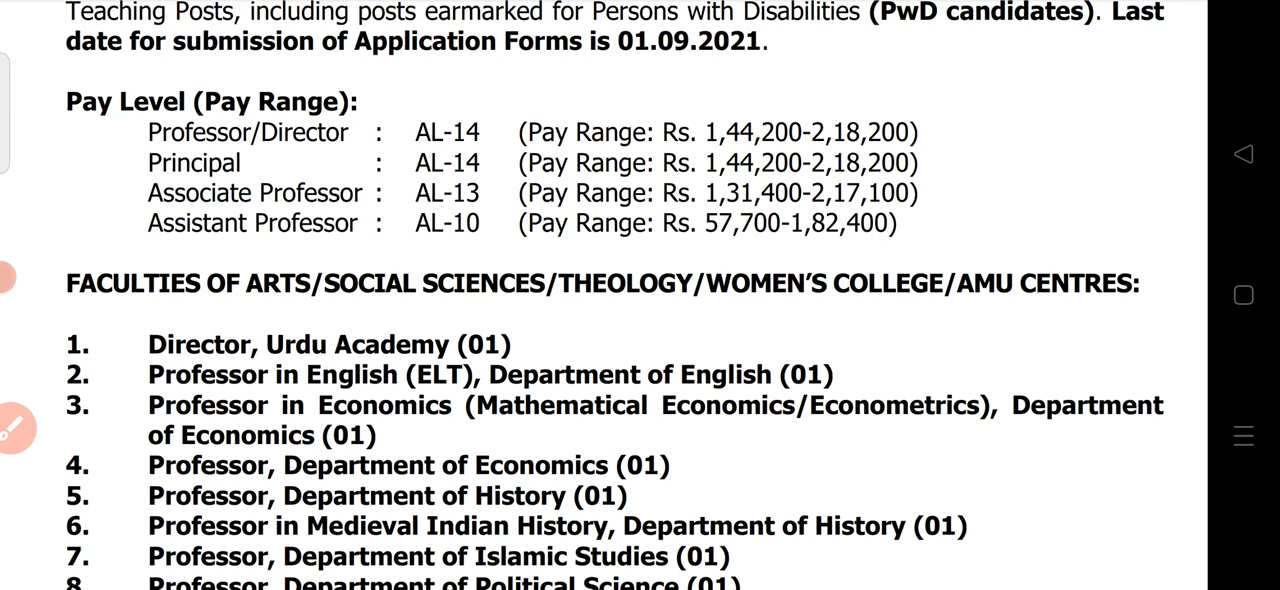 Teaching Posts, including posts earmarked for Persons with Disabilities (PwD candidates). Last
date for submission of Application Forms is 01.09.2021.
Pay Level (Pay Range):
Professor/Director : AL-14 (Pay Range: Rs. 1,44,200-2,18,200)
Principal : AL-14 (Pay Range: Rs. 1,44,200-2,18,200)
Associate Professor : AL-13 (Pay Range: Rs. 1,31,400-2,17,100)
Assistant Professor : AL-10 (Pay Range: Rs. 57,700-1,82,400)
FACULTIES OF ARTS/SOCIAL SCIENCES/THEOLOGY/WOMEN'S COLLEGE/AMU CENTRES:
1. Director, Urdu Academy (01)
2. Professor in English (ELT), Department of English (01)
3. Professor in Economics (Mathematical Economics/Econometrics), Department
of Economics (01)
4. Professor, Department of Economics (01)
5. Professor, Department of History (01)
6. Professor in Medieval Indian History, Department of History (01)
7. Professor, Department of Islamic Studies (01)
8. Professor, Department of Political Science (01)